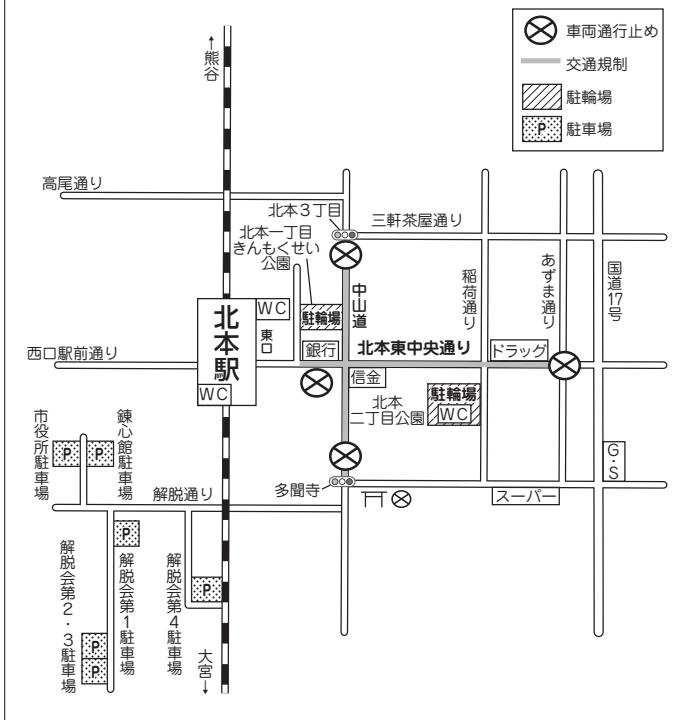 車両通行止め
交通規制
駐輪場
P 駐車場
←熊谷
高尾通り
北本3丁目
三軒茶屋通り
北本一丁目
きんもくせい
公園
駐輪場
中山道
稲荷通り
あずま通り
国道17号
WC
北本駅
東口
WC
銀行
北本東中央通り
ドラッグ
西口駅前通り
信金
北本
二丁目公園
駐輪場
WC
市役所駐車場
P
P
錬心館駐車場
解脱通り
多聞寺
スーパー
G・S
P
解脱会第1駐車場
P
解脱会第4駐車場
解脱会第2・3駐車場
P
P
大宮→